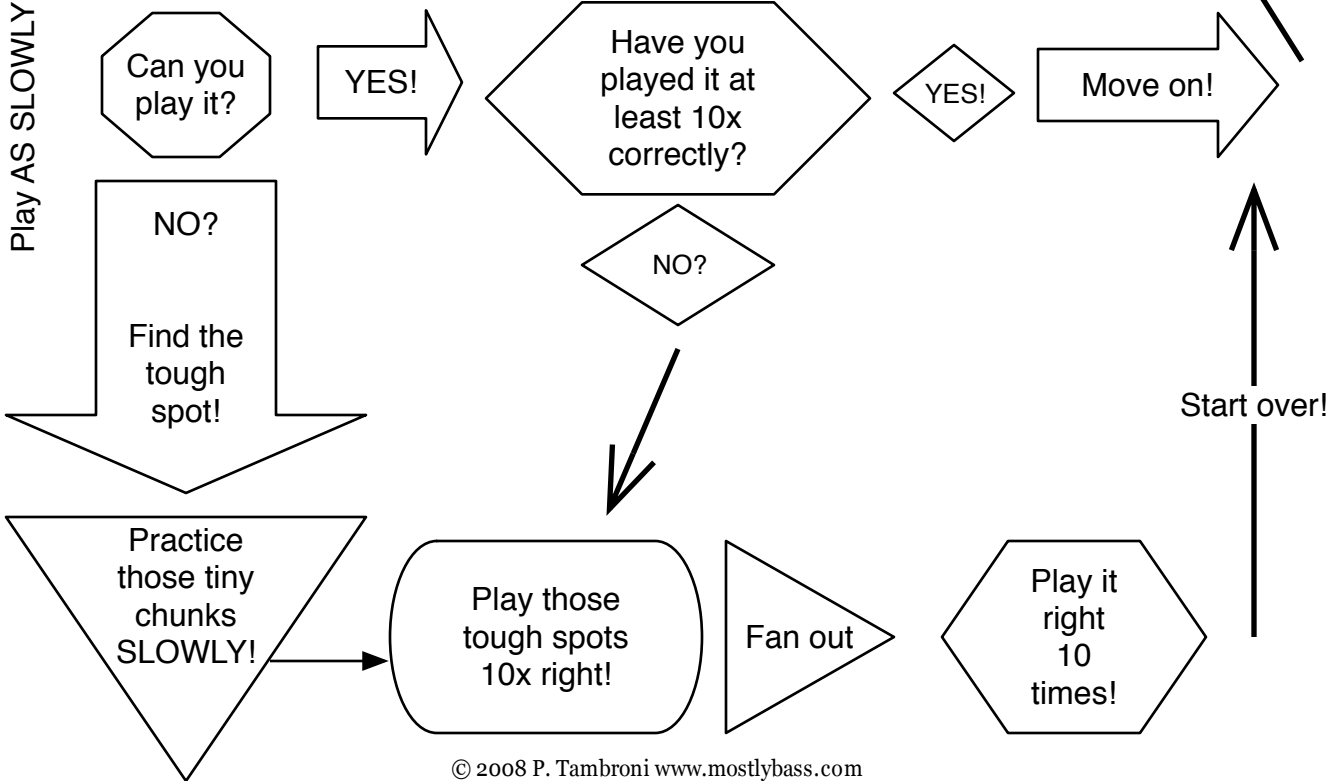 Play AS SLOWLY
Can you
play it?
YES!
Have you
played it at
least 10x
correctly?
YES!
Move on!
NO?
Find the
tough
spot!
NO?
Start over!
Practice
those tiny
chunks
SLOWLY!
Play those
tough spots
10x right!
Fan out
Play it
right
10
times!
© 2008 P. Tambroni www.mostlybass.com